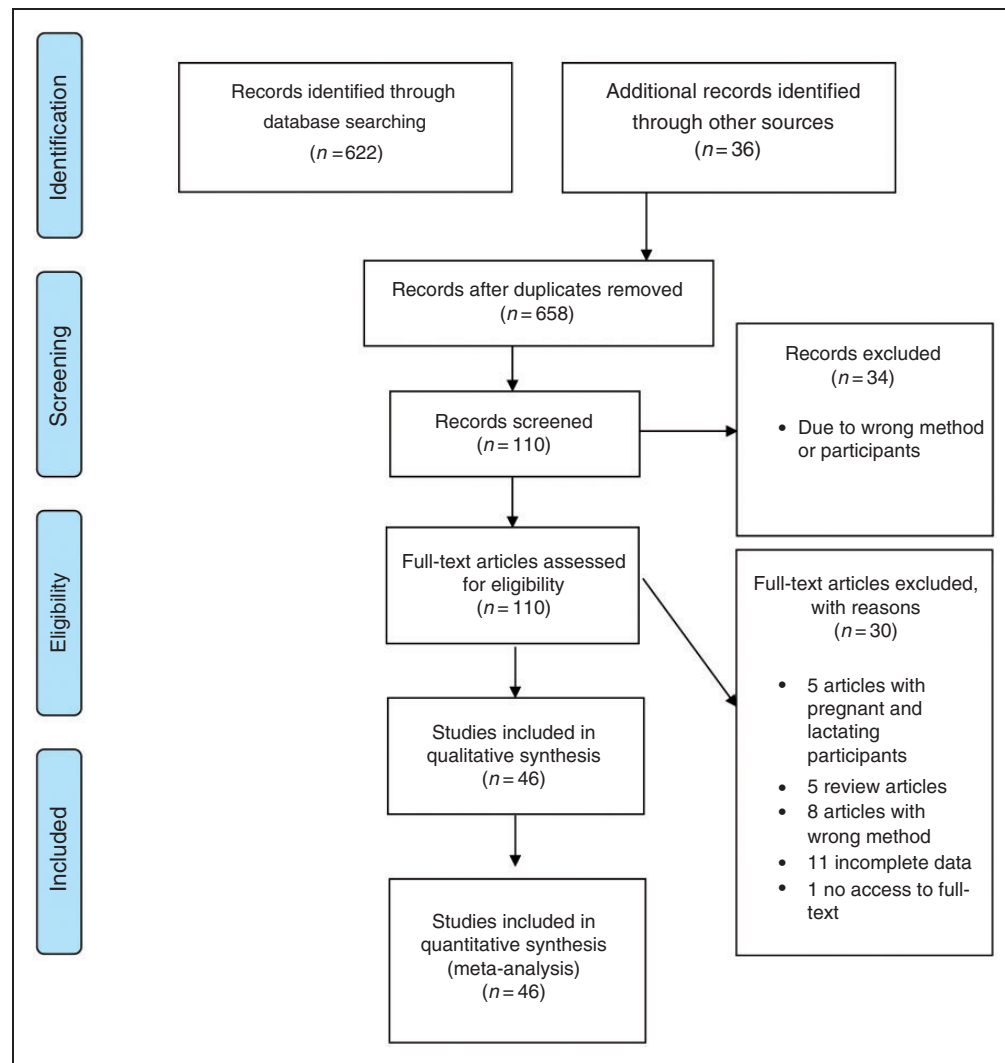 Identification
Records identified through
database searching
(n = 622)
Additional records identified
through other sources
(n = 36)
Screening
Records after duplicates removed
(n = 658)
Records screened
(n = 110)
Records excluded
(n = 34)
• Due to wrong method
or participants
Eligibility
Full-text articles assessed
for eligibility
(n = 110)
Full-text articles excluded,
with reasons
(n = 30)
• 5 articles with
pregnant and
lactating
participants
• 5 review articles
• 8 articles with
wrong method
• 11 incomplete data
• 1 no access to full-
text
Included
Studies included in
qualitative synthesis
(n = 46)
Studies included in
quantitative synthesis
(meta-analysis)
(n = 46)